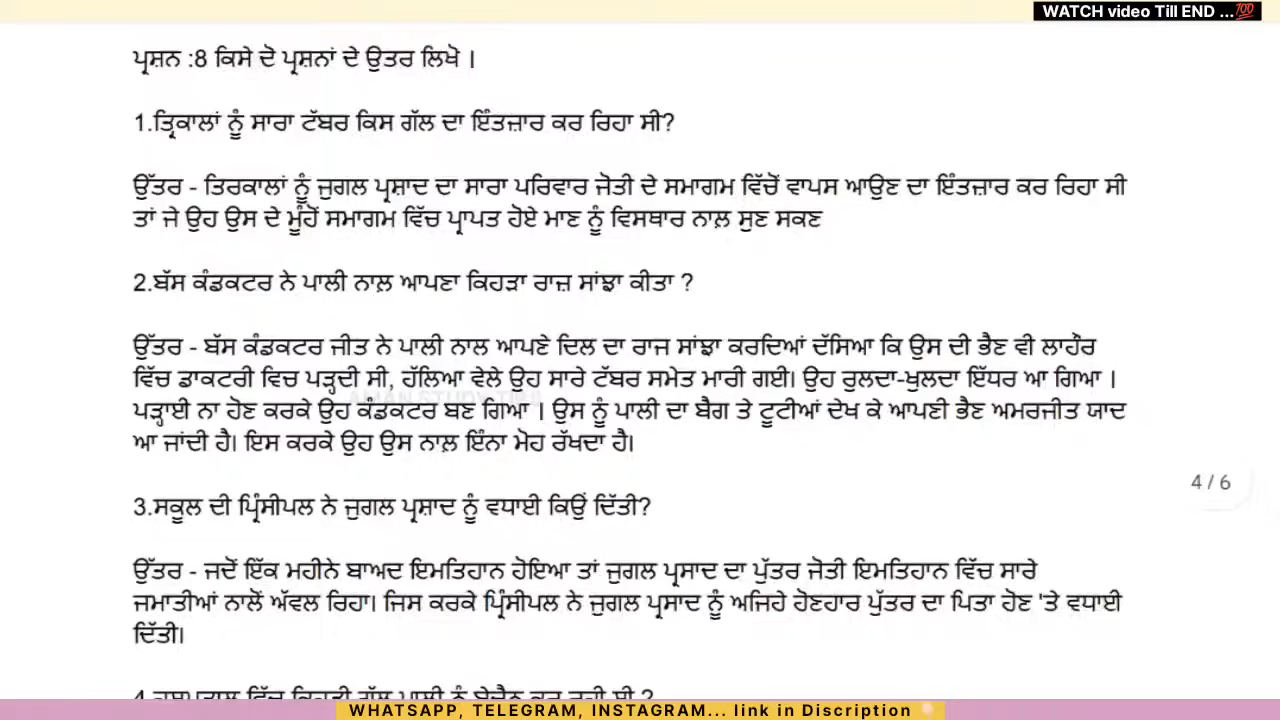 WATCH video Till END ...💯
ਪ੍ਰਸ਼ਨ :8 ਕਿਸੇ ਦੋ ਪ੍ਰਸ਼ਨਾਂ ਦੇ ਉਤਰ ਲਿਖੋ ।
1.ਤ੍ਰਿਕਾਲਾਂ ਨੂੰ ਸਾਰਾ ਟੱਬਰ ਕਿਸ ਗੱਲ ਦਾ ਇੰਤਜ਼ਾਰ ਕਰ ਰਿਹਾ ਸੀ?
ਉੱਤਰ - ਤਿਰਕਾਲਾਂ ਨੂੰ ਜੁਗਲ ਪ੍ਰਸ਼ਾਦ ਦਾ ਸਾਰਾ ਪਰਿਵਾਰ ਜੋਤੀ ਦੇ ਸਮਾਗਮ ਵਿੱਚੋਂ ਵਾਪਸ ਆਉਣ ਦਾ ਇੰਤਜ਼ਾਰ ਕਰ ਰਿਹਾ ਸੀ
ਤਾਂ ਜੇ ਉਹ ਉਸ ਦੇ ਮੂੰਹੋਂ ਸਮਾਗਮ ਵਿੱਚ ਪ੍ਰਾਪਤ ਹੋਏ ਮਾਣ ਨੂੰ ਵਿਸਥਾਰ ਨਾਲ਼ ਸੁਣ ਸਕਣ
2.ਬੱਸ ਕੰਡਕਟਰ ਨੇ ਪਾਲੀ ਨਾਲ਼ ਆਪਣਾ ਕਿਹੜਾ ਰਾਜ਼ ਸਾਂਝਾ ਕੀਤਾ ?
ਉੱਤਰ - ਬੱਸ ਕੰਡਕਟਰ ਜੀਤ ਨੇ ਪਾਲੀ ਨਾਲ ਆਪਣੇ ਦਿਲ ਦਾ ਰਾਜ ਸਾਂਝਾ ਕਰਦਿਆਂ ਦੱਸਿਆ ਕਿ ਉਸ ਦੀ ਭੈਣ ਵੀ ਲਾਹੌਰ
ਵਿੱਚ ਡਾਕਟਰੀ ਵਿਚ ਪੜ੍ਹਦੀ ਸੀ, ਹੱਲਿਆ ਵੇਲੇ ਉਹ ਸਾਰੇ ਟੱਬਰ ਸਮੇਤ ਮਾਰੀ ਗਈ। ਉਹ ਰੁਲਦਾ-ਖੁਲਦਾ ਇੱਧਰ ਆ ਗਿਆ ।
ਪੜ੍ਹਾਈ ਨਾ ਹੋਣ ਕਰਕੇ ਉਹ ਕੰਡਕਟਰ ਬਣ ਗਿਆ । ਉਸ ਨੂੰ ਪਾਲੀ ਦਾ ਬੈਗ ਤੇ ਟੂਟੀਆਂ ਦੇਖ ਕੇ ਆਪਣੀ ਭੈਣ ਅਮਰਜੀਤ ਯਾਦ
ਆ ਜਾਂਦੀ ਹੈ। ਇਸ ਕਰਕੇ ਉਹ ਉਸ ਨਾਲ਼ ਇੰਨਾ ਮੋਹ ਰੱਖਦਾ ਹੈ।
4 / 6
3.ਸਕੂਲ ਦੀ ਪ੍ਰਿੰਸੀਪਲ ਨੇ ਜੁਗਲ ਪ੍ਰਸ਼ਾਦ ਨੂੰ ਵਧਾਈ ਕਿਉਂ ਦਿੱਤੀ?
ਉੱਤਰ - ਜਦੋਂ ਇੱਕ ਮਹੀਨੇ ਬਾਅਦ ਇਮਤਿਹਾਨ ਹੋਇਆ ਤਾਂ ਜੁਗਲ ਪ੍ਰਸਾਦ ਦਾ ਪੁੱਤਰ ਜੋਤੀ ਇਮਤਿਹਾਨ ਵਿੱਚ ਸਾਰੇ
ਜਮਾਤੀਆਂ ਨਾਲੋਂ ਅੱਵਲ ਰਿਹਾ। ਜਿਸ ਕਰਕੇ ਪ੍ਰਿੰਸੀਪਲ ਨੇ ਜੁਗਲ ਪ੍ਰਸਾਦ ਨੂੰ ਅਜਿਹੇ ਹੋਣਹਾਰ ਪੁੱਤਰ ਦਾ ਪਿਤਾ ਹੋਣ 'ਤੇ ਵਧਾਈ
ਦਿੱਤੀ।
WHATSAPP, TELEGRAM, INSTAGRAM... link in Discription